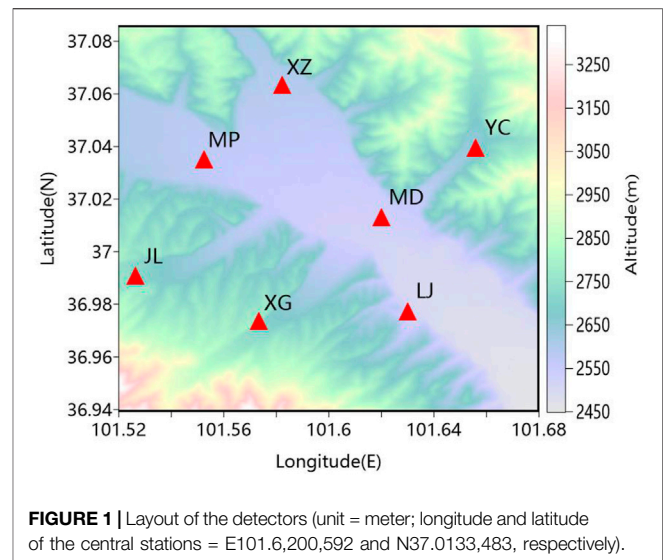 37.08
37.06
37.04
37.02
37
36.98
36.96
36.94
Latitude(N)
XZ
YC
MP
MD
JL
XG
LJ
101.52
101.56
101.6
101.64
101.68
Longitude(E)
3250
3150
3050
2950
2850
2750
2650
2550
2450
Altitude(m)
FIGURE 1 | Layout of the detectors (unit = meter; longitude and latitude
of the central stations = E101.6,200,592 and N37.0133,483, respectively).